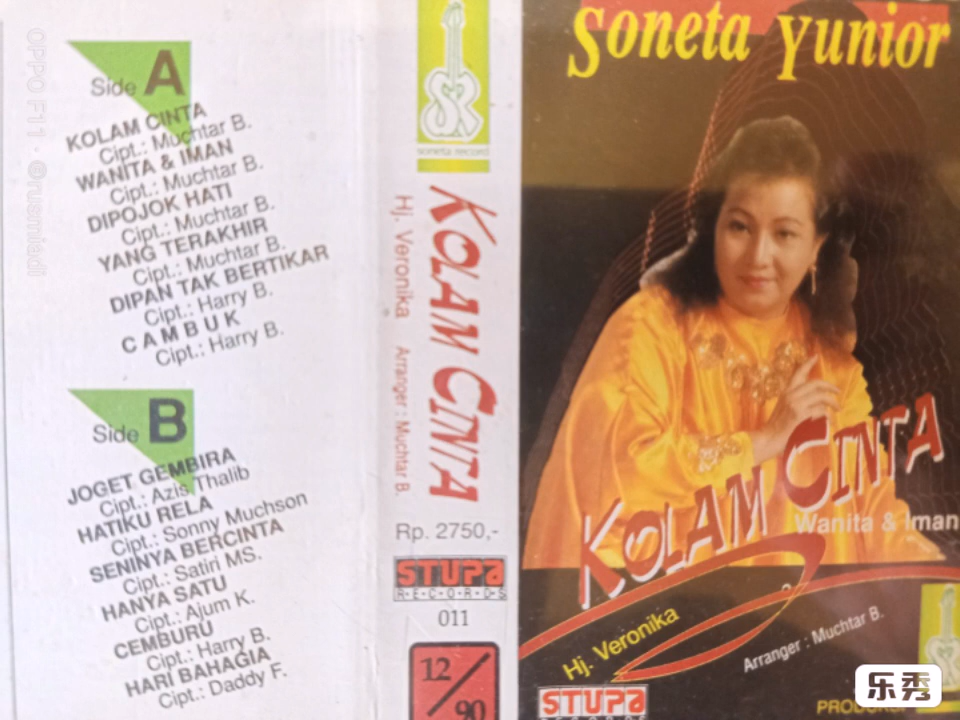 OPPO F11 · @rusmiadi
Side A
KOLAM CINTA
Cipt.: Muchtar B.
WANITA & IMAN
Cipt.: Muchtar B.
DIPOJOK HATI
Cipt.: Muchtar B.
YANG TERAKHIR
Cipt.: Muchtar B.
DIPAN TAK BERTIKAR
Cipt.: Harry B.
CAMBUK
Cipt.: Harry B.
Side B
JOGET GEMBIRA
Cipt.: Azis Thalib
HATIKU RELA
Cipt.: Sonny Muchson
SENINYA BERCINTA
Cipt.: Satiri MS.
HANYA SATU
Cipt.: Ajum K.
CEMBURU
Cipt.: Harry B.
HARI BAHAGIA
Cipt.: Daddy F.
soneta record
KOLAM CINTA
Hj. Veronika
Arranger : Muchtar B.
Rp. 2750,-
STUPA
RECORDS
011
12/90
Soneta Yunior
KOLAM CINTA
Wanita & Iman
Hj. Veronika
Arranger : Muchtar B.
STUPA
RECORDS
乐秀